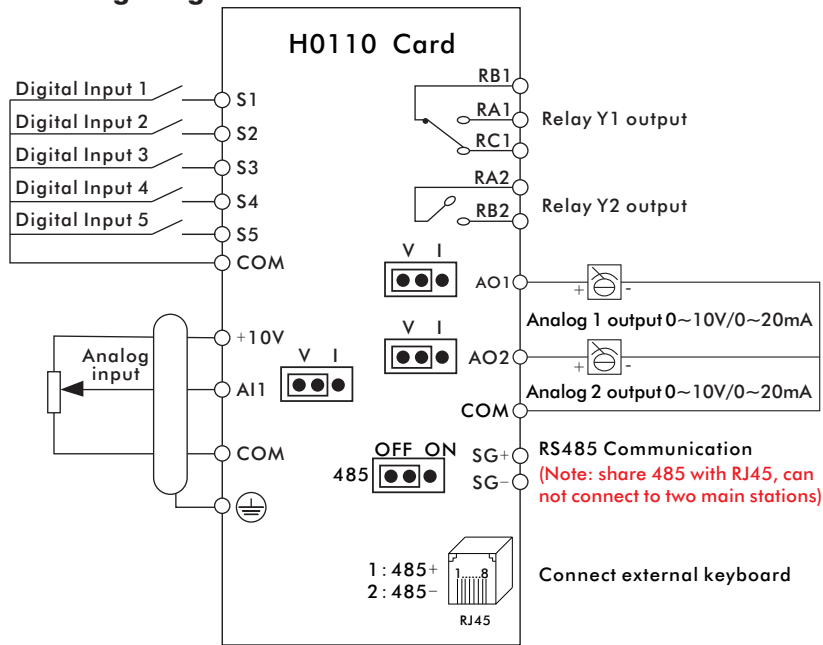 H0110 Card
Digital Input 1
S1
Digital Input 2
S2
Digital Input 3
S3
Digital Input 4
S4
Digital Input 5
S5
COM
+10V
Analog
input
AI1
COM
V I
RB1
RA1
RC1
Relay Y1 output
RA2
RB2
Relay Y2 output
V I
AO1
+ -
Analog 1 output 0~10V/0~20mA
V I
AO2
+ -
Analog 2 output 0~10V/0~20mA
COM
OFF ON
485
SG+
SG-
RS485 Communication
(Note: share 485 with RJ45, can
not connect to two main stations)
1:485+
2:485-
1......8
RJ45
Connect external keyboard